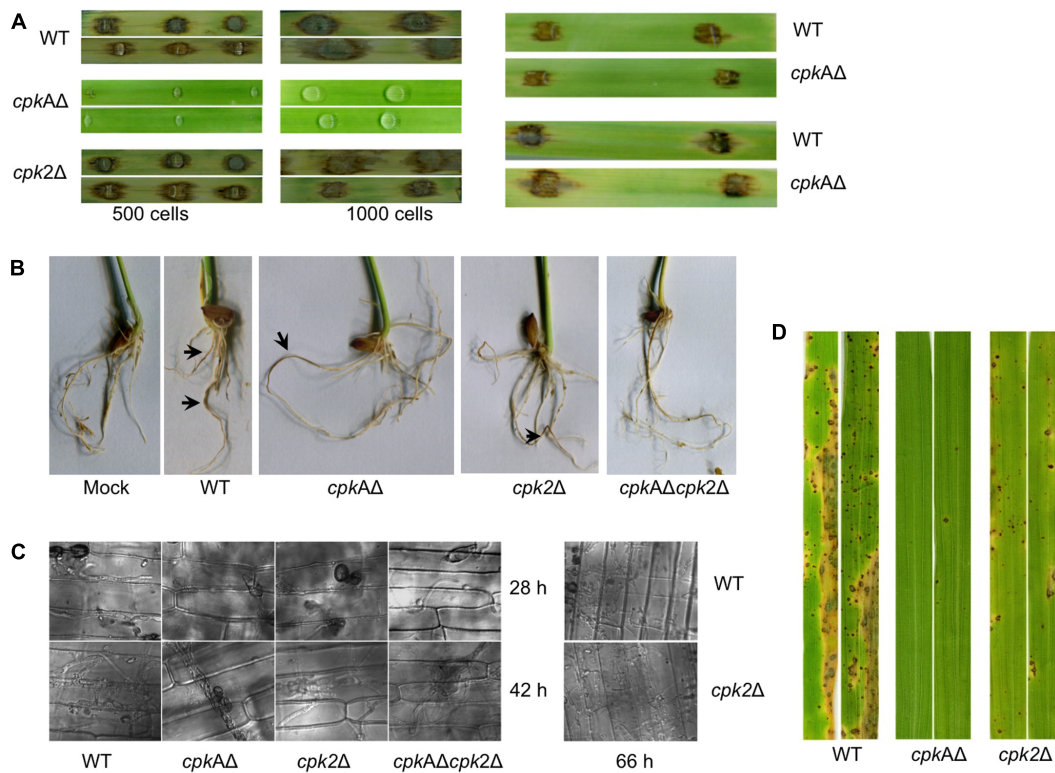 A
WT
cpkAΔ
cpk2Δ
500 cells
1000 cells
WT
cpkAΔ
WT
cpkAΔ
B
Mock
WT
cpkAΔ
cpk2Δ
cpkAΔcpk2Δ
C
28 h
42 h
WT
cpkAΔ
cpk2Δ
cpkAΔcpk2Δ
WT
cpk2Δ
66 h
D
WT
cpkAΔ
cpk2Δ